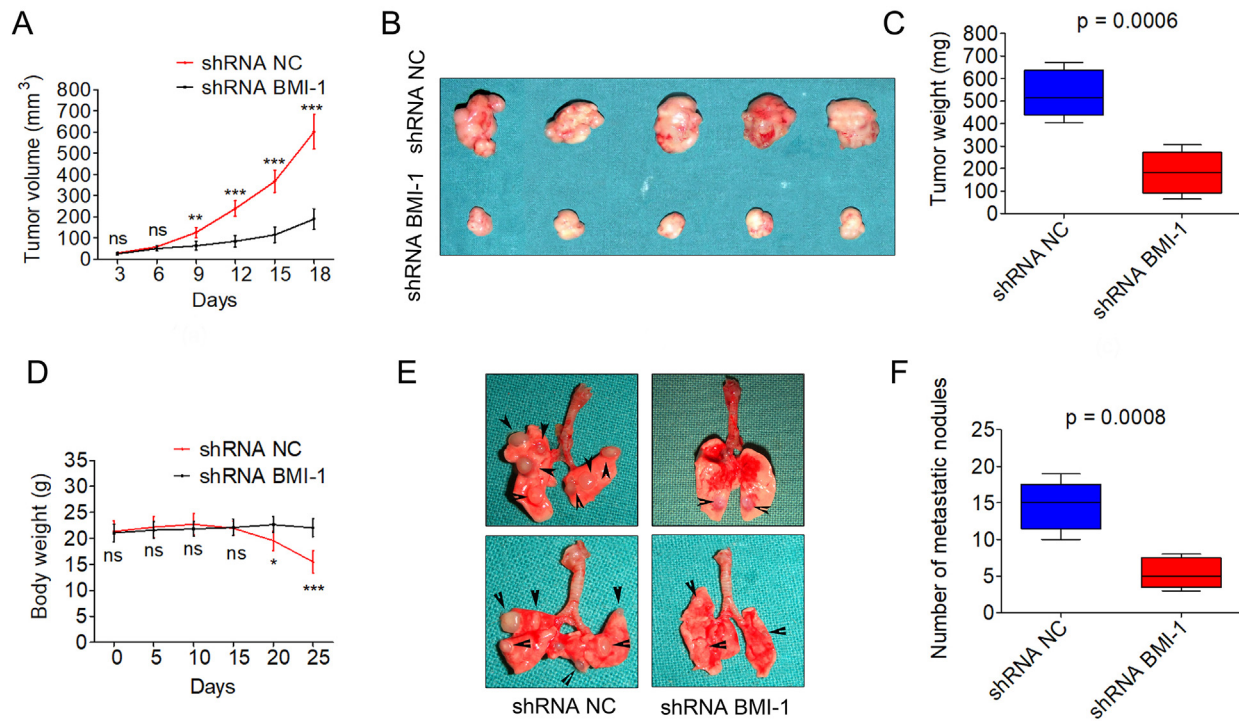 A
shRNA NC
shRNA BMI-1
Tumor volume (mm 3)
800
700
600
500
400
300
200
100
0
ns
ns
**
***
***
***
3
6
9
12
15
18
Days
B
shRNA NC
shRNA BMI-1
C
p = 0.0006
Tumor weight (mg)
800
700
600
500
400
300
200
100
0
shRNA NC
shRNA BMI-1
D
shRNA NC
shRNA BMI-1
Body weight (g)
35
30
25
20
15
10
5
0
ns
ns
ns
ns
*
***
0
5
10
15
20
25
Days
E
shRNA NC
shRNA BMI-1
F
p = 0.0008
Number of metastatic nodules
25
20
15
10
5
0
shRNA NC
shRNA BMI-1